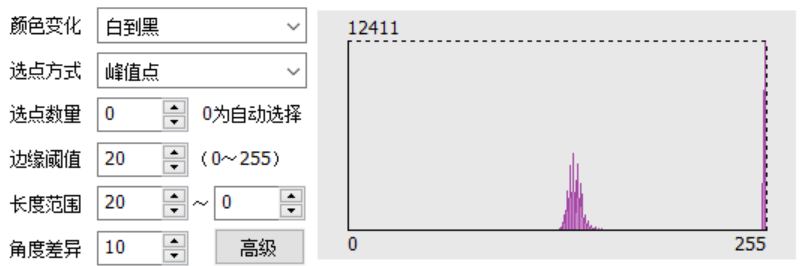 颜色变化 白到黑
选点方式 峰值点
选点数量 0 0为自动选择
边缘阈值 20 (0～255)
长度范围 20 ～ 0
角度差异 10 高级
12411
0 255